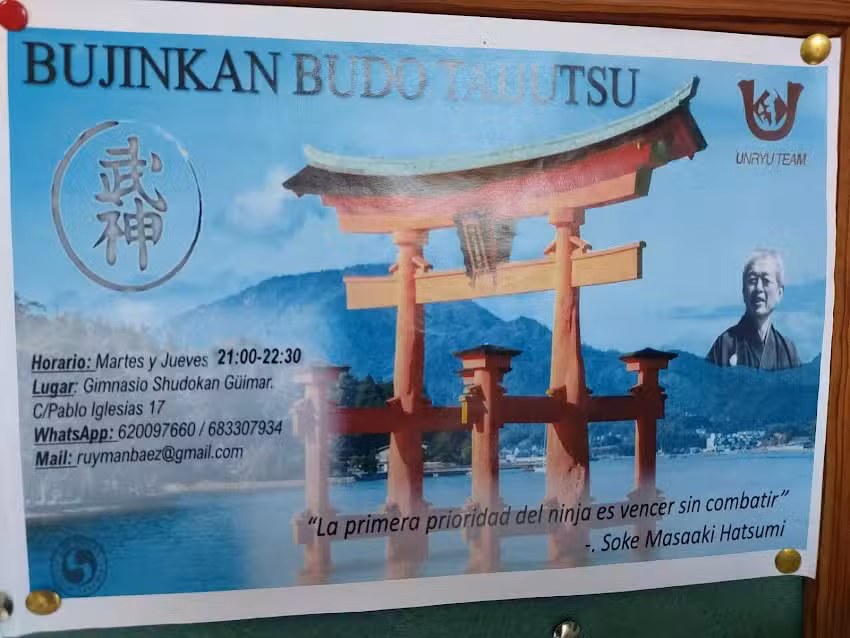 BUJINKAN BUDO TAIJUTSU
武神
UNRYU TEAM
Horario: Martes y Jueves 21:00-22:30
Lugar: Gimnasio Shudokan Güimar.
C/Pablo Iglesias 17
WhatsApp: 620097660 / 683307934
Mail: ruymanbaez@gmail.com
“La primera prioridad del ninja es vencer sin combatir”
-. Soke Masaaki Hatsumi